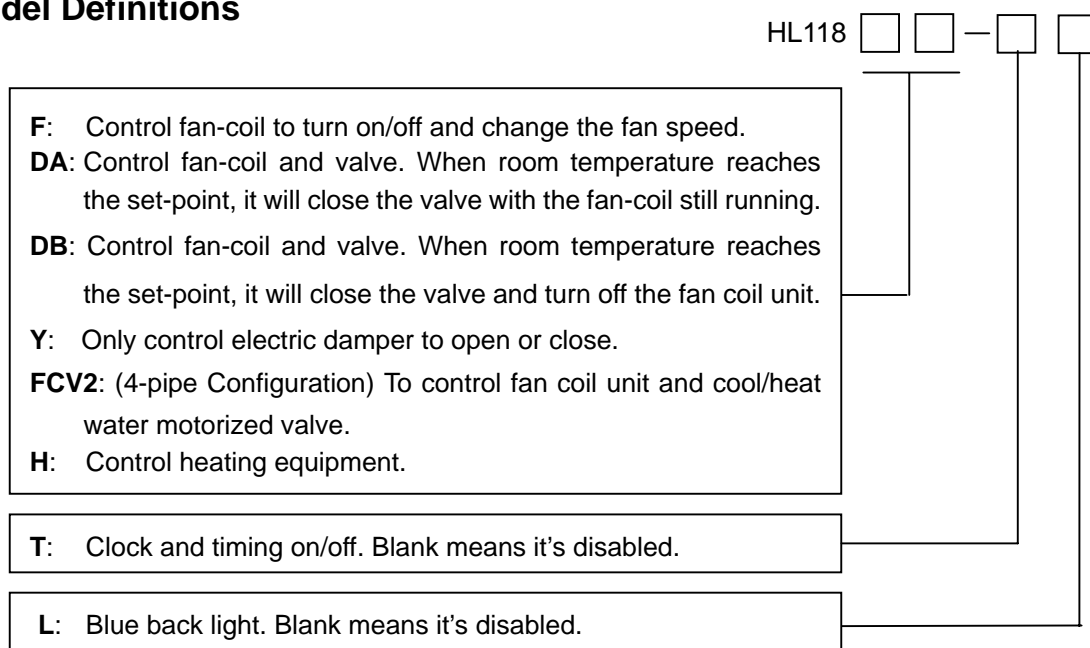 del Definitions
HL118 —
F: Control fan-coil to turn on/off and change the fan speed.
DA: Control fan-coil and valve. When room temperature reaches
the set-point, it will close the valve with the fan-coil still running.
DB: Control fan-coil and valve. When room temperature reaches
the set-point, it will close the valve and turn off the fan coil unit.
Y: Only control electric damper to open or close.
FCV2: (4-pipe Configuration) To control fan coil unit and cool/heat
water motorized valve.
H: Control heating equipment.
T: Clock and timing on/off. Blank means it's disabled.
L: Blue back light. Blank means it's disabled.